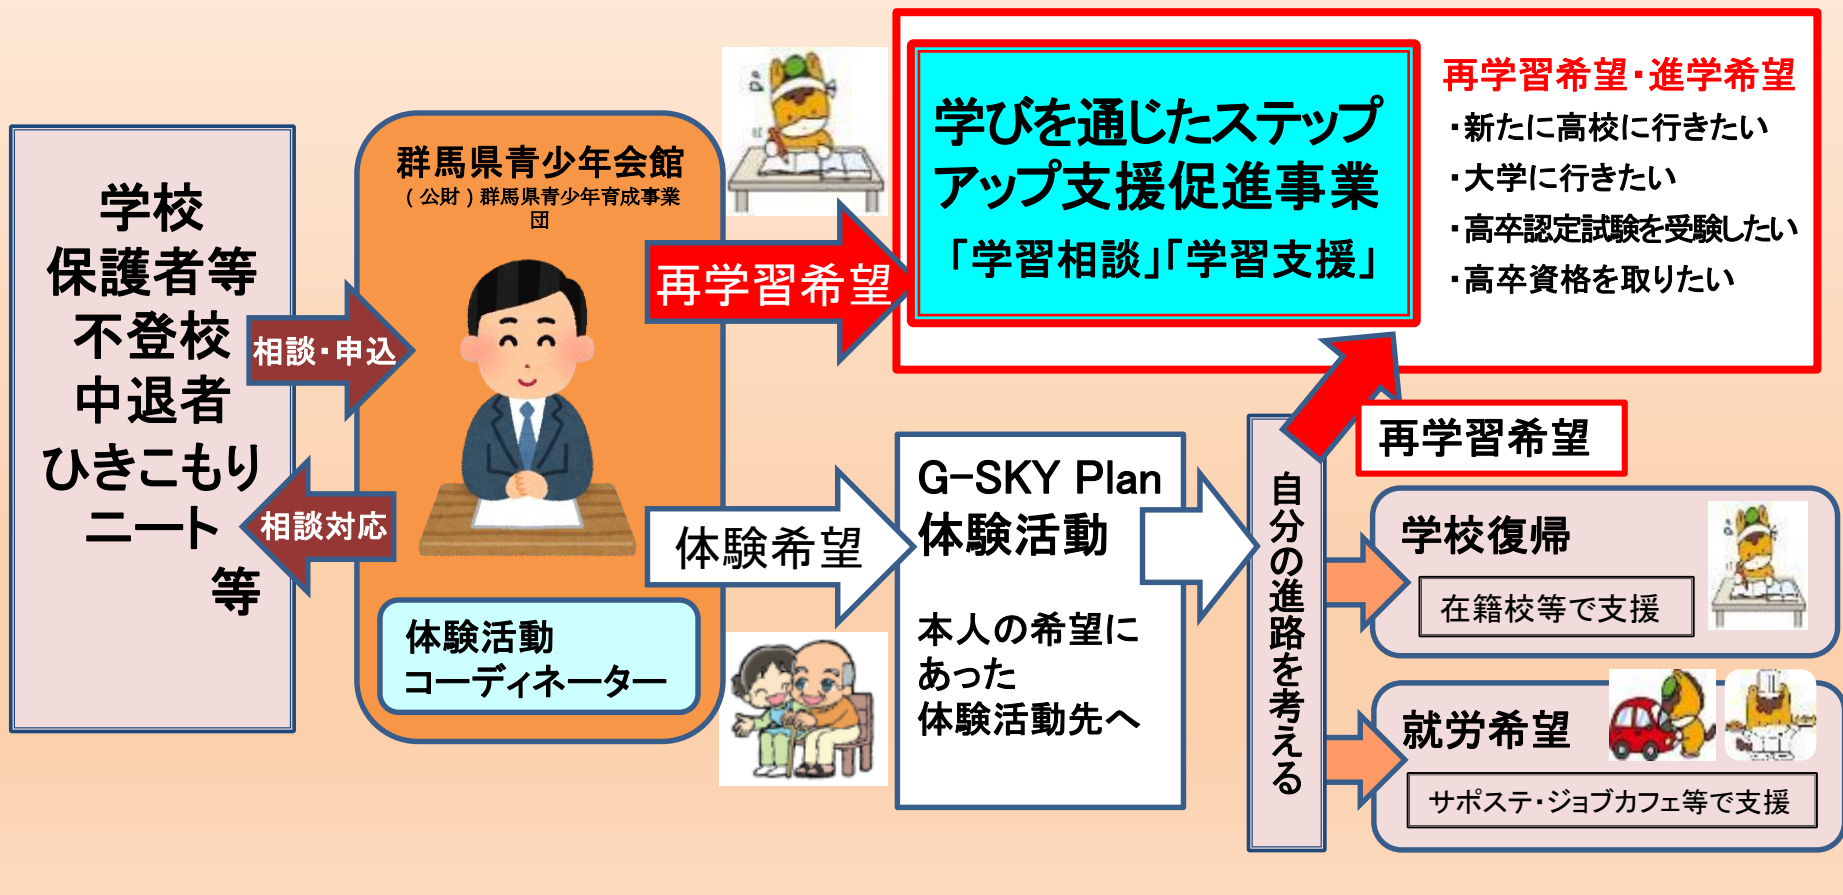 学校
保護者等
不登校
中退者
ひきこもり
ニート
等
相談・申込
相談対応
群馬県青少年会館
(公財)群馬県青少年育成事業
団
体験活動
コーディネーター
再学習希望
体験希望
学びを通じたステップ
アップ支援促進事業
「学習相談」「学習支援」
再学習希望・進学希望
・新たに高校に行きたい
・大学に行きたい
・高卒認定試験を受験したい
・高卒資格を取りたい
G-SKY Plan
体験活動
本人の希望に
あった
体験活動先へ
自分の進路を考える
再学習希望
学校復帰
在籍校等で支援
就労希望
サポステ・ジョブカフェ等で支援